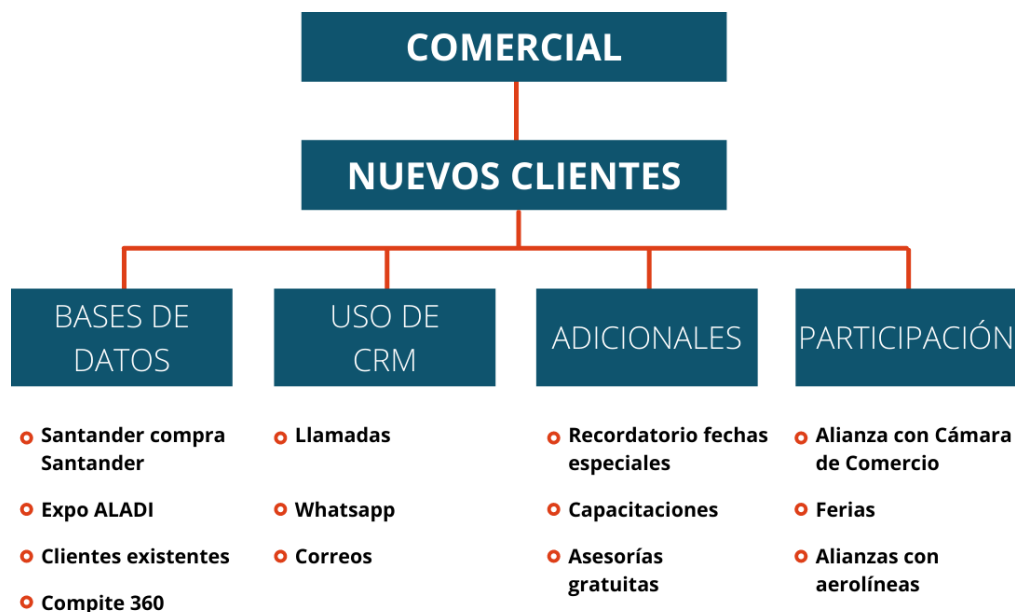 COMERCIAL
NUEVOS CLIENTES
BASES DE
DATOS
Santander compra
Santander
Expo ALADI
Clientes existentes
Compite 360
USO DE
CRM
Llamadas
Whatsapp
Correos
ADICIONALES
Recordatorio fechas
especiales
Capacitaciones
Asesorías
gratuitas
PARTICIPACIÓN
Alianza con Cámara
de Comercio
Ferias
Alianzas con
aerolíneas